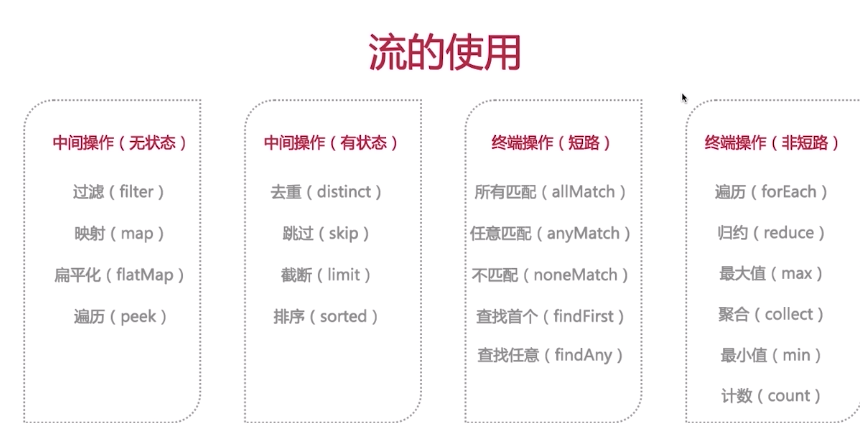 流的使用
中间操作（无状态）
过滤（filter）
映射（map）
扁平化（flatMap）
遍历（peek）
中间操作（有状态）
去重（distinct）
跳过（skip）
截断（limit）
排序（sorted）
终端操作（短路）
所有匹配（allMatch）
任意匹配（anyMatch）
不匹配（noneMatch）
查找首个（findFirst）
查找任意（findAny）
终端操作（非短路）
遍历（forEach）
归约（reduce）
最大值（max）
聚合（collect）
最小值（min）
计数（count）